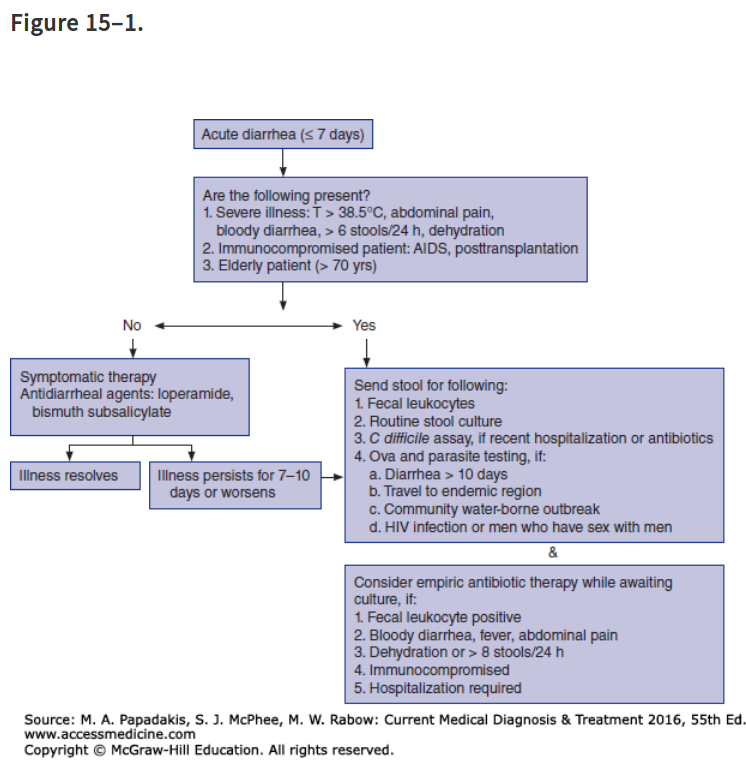 Figure 15–1.
Acute diarrhea (≤ 7 days)
Are the following present?
1. Severe illness: T > 38.5°C, abdominal pain,
bloody diarrhea, > 6 stools/24 h, dehydration
2. Immunocompromised patient: AIDS, posttransplantation
3. Elderly patient (> 70 yrs)
No
Yes
Symptomatic therapy
Antidiarrheal agents: loperamide,
bismuth subsalicylate
Illness resolves
Illness persists for 7–10
days or worsens
Send stool for following:
1. Fecal leukocytes
2. Routine stool culture
3. C difficile assay, if recent hospitalization or antibiotics
4. Ova and parasite testing, if:
a. Diarrhea > 10 days
b. Travel to endemic region
c. Community water-borne outbreak
d. HIV infection or men who have sex with men
&
Consider empiric antibiotic therapy while awaiting
culture, if:
1. Fecal leukocyte positive
2. Bloody diarrhea, fever, abdominal pain
3. Dehydration or > 8 stools/24 h
4. Immunocompromised
5. Hospitalization required
Source: M. A. Papadakis, S. J. McPhee, M. W. Rabow: Current Medical Diagnosis & Treatment 2016, 55th Ed.
www.accessmedicine.com
Copyright © McGraw-Hill Education. All rights reserved.